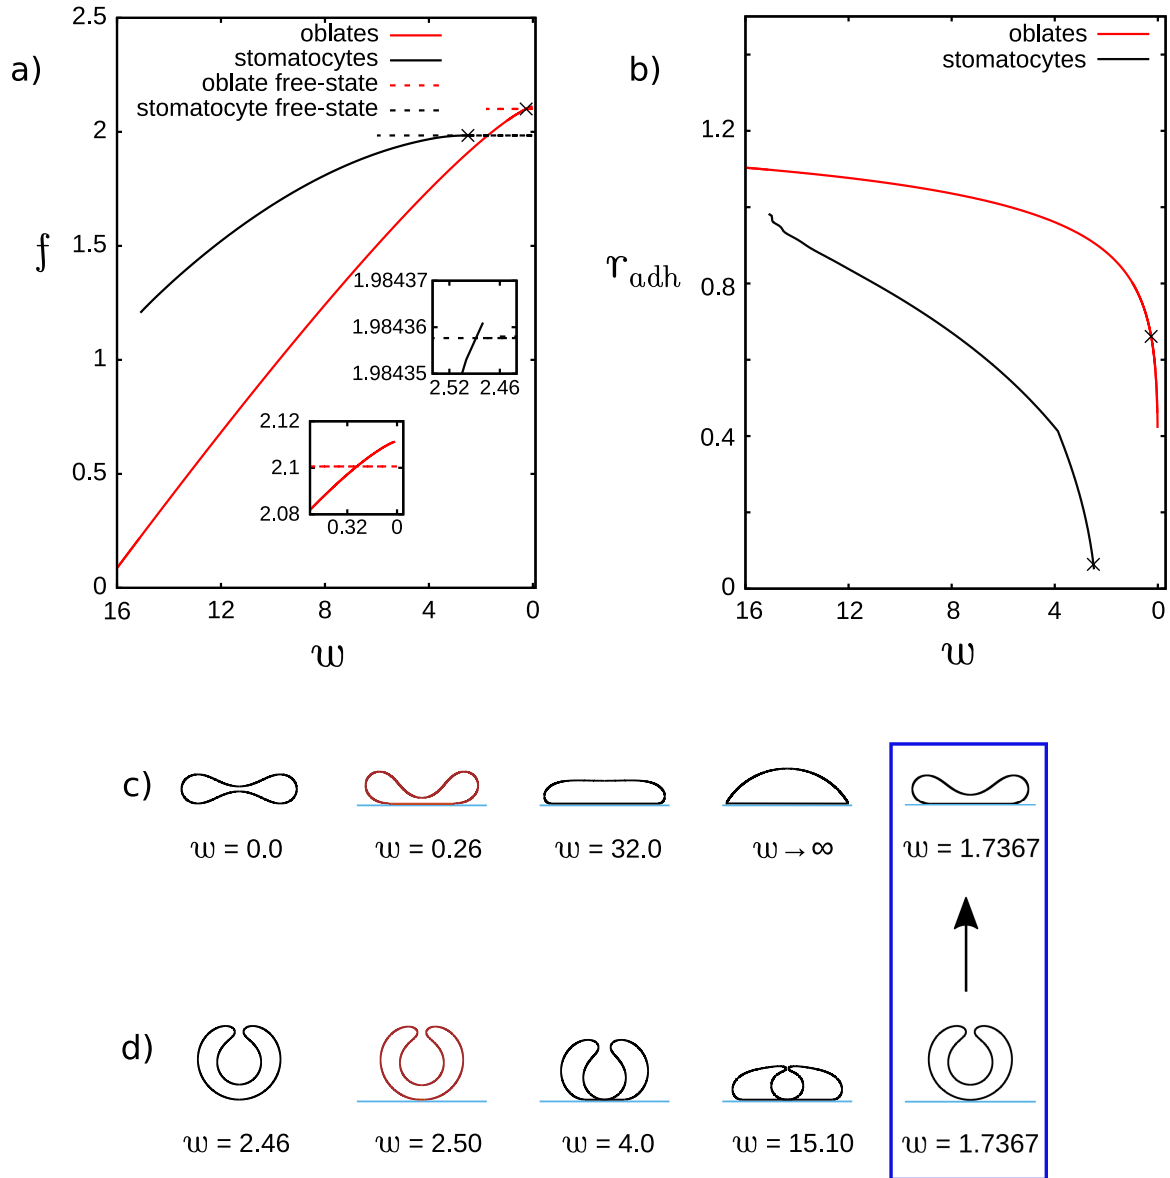 a)
oblates
stomatocytes
oblate free-state
stomatocyte free-state
2.5
2
1.5
1
0.5
0
f
16 12 8 4 0
w
1.98437
1.98436
1.98435
2.52 2.46
2.12
2.1
2.08
0.32 0
b)
oblates
stomatocytes
1.2
0.8
0.4
0
r_adh
16 12 8 4 0
w
c)
w = 0.0 w = 0.26 w = 32.0 w → ∞ w = 1.7367
d)
w = 2.46 w = 2.50 w = 4.0 w = 15.10 w = 1.7367